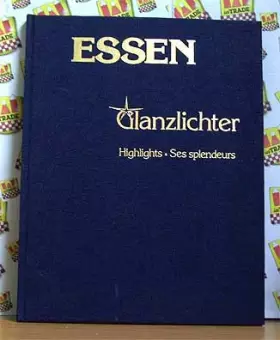 ESSEN
Glanzlichter
Highlights • Ses splendeurs